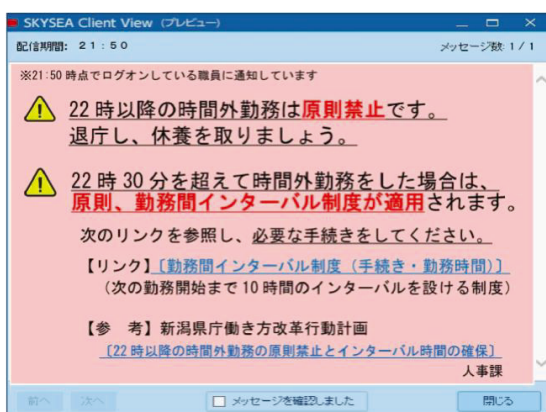 SKYSEA Client View (プレビュー)
配信期間: 21:50
メッセージ数: 1 / 1
※21:50 時点でログオンしている職員に通知しています
22 時以降の時間外勤務は原則禁止です。
退庁し、休養を取りましょう。
22 時 30 分を超えて時間外勤務をした場合は、
原則、勤務間インターバル制度が適用されます。
次のリンクを参照し、必要な手続きをしてください。
【リンク】〔勤務間インターバル制度（手続き・勤務時間）〕
（次の勤務開始まで 10 時間のインターバルを設ける制度）
【参　考】新潟県庁働き方改革行動計画
〔22 時以降の時間外勤務の原則禁止とインターバル時間の確保〕
人事課
前へ
次へ
メッセージを確認しました
閉じる